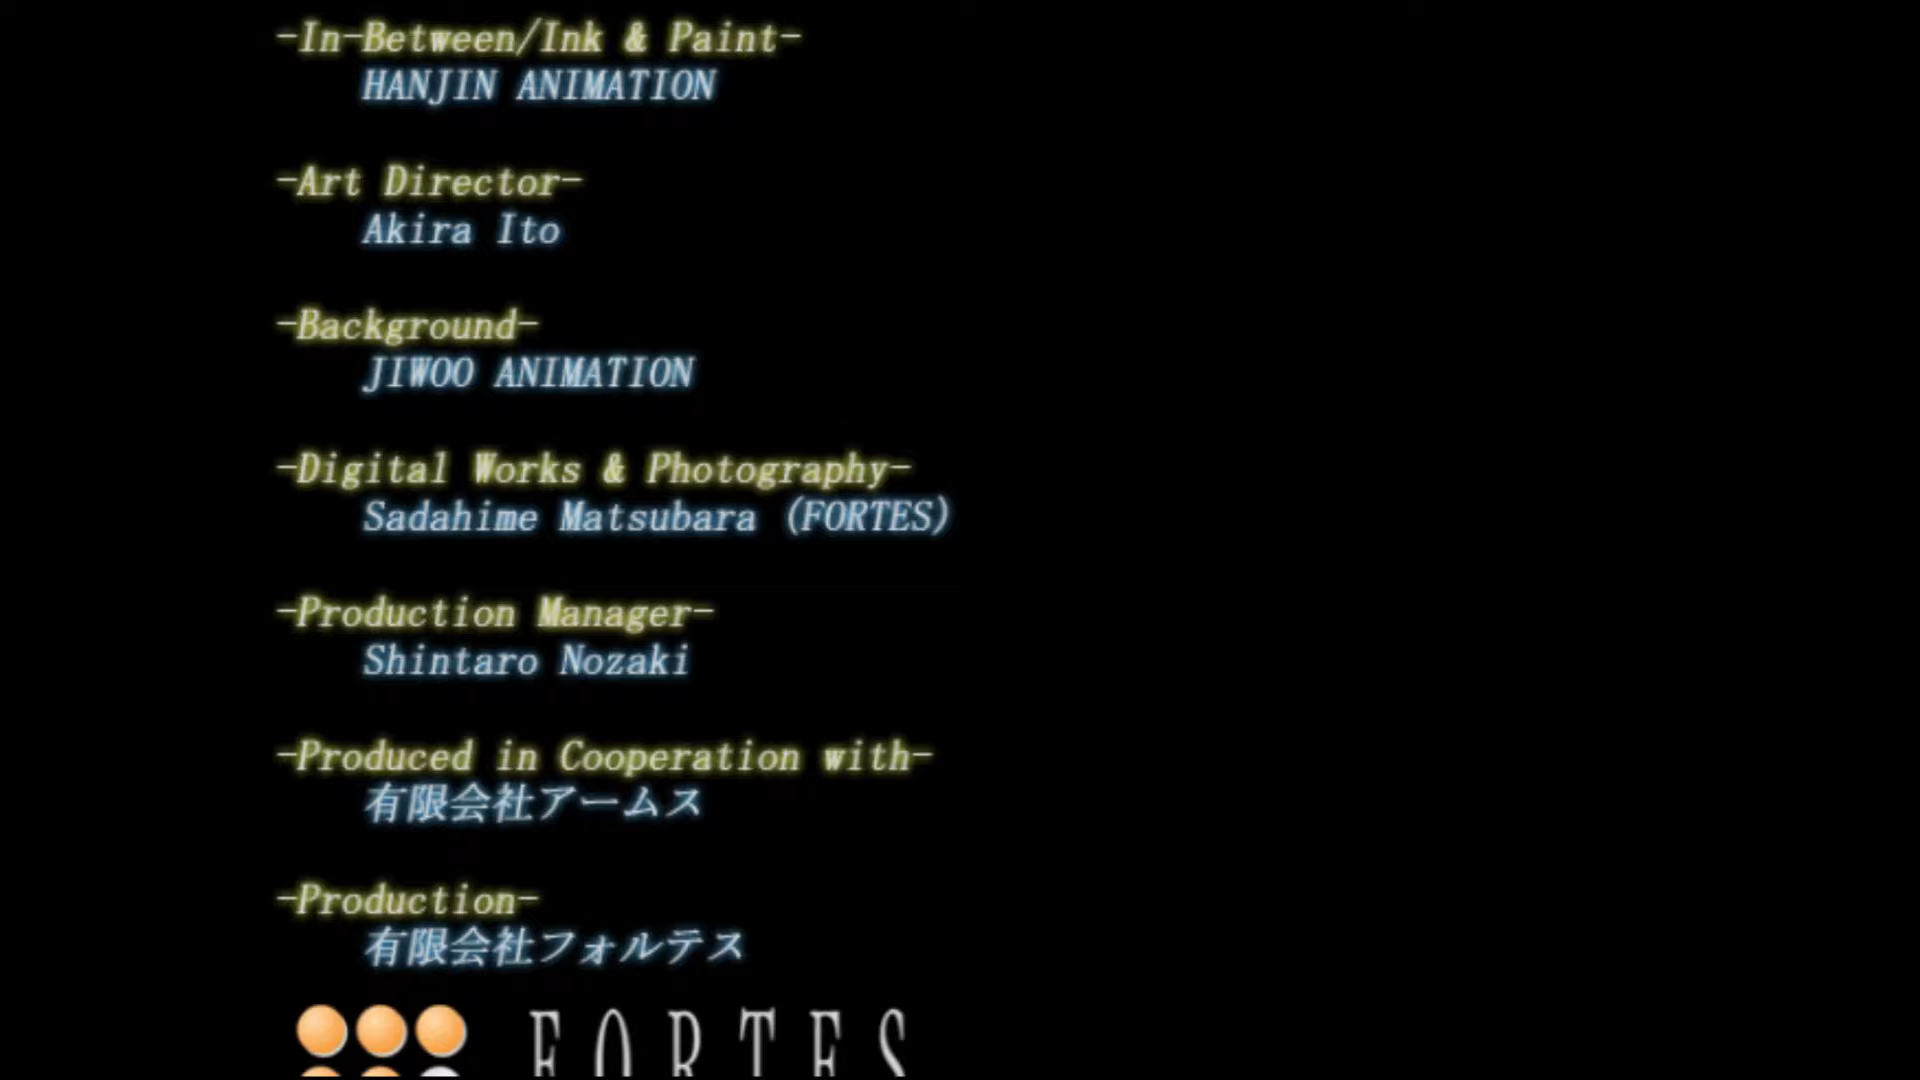 -In-Between/Ink & Paint-
HANJIN ANIMATION
-Art Director-
Akira Ito
-Background-
JIWOO ANIMATION
-Digital Works & Photography-
Sadahime Matsubara (FORTES)
-Production Manager-
Shintaro Nozaki
-Produced in Cooperation with-
有限会社アームス
-Production-
有限会社フォルテス
FORTES